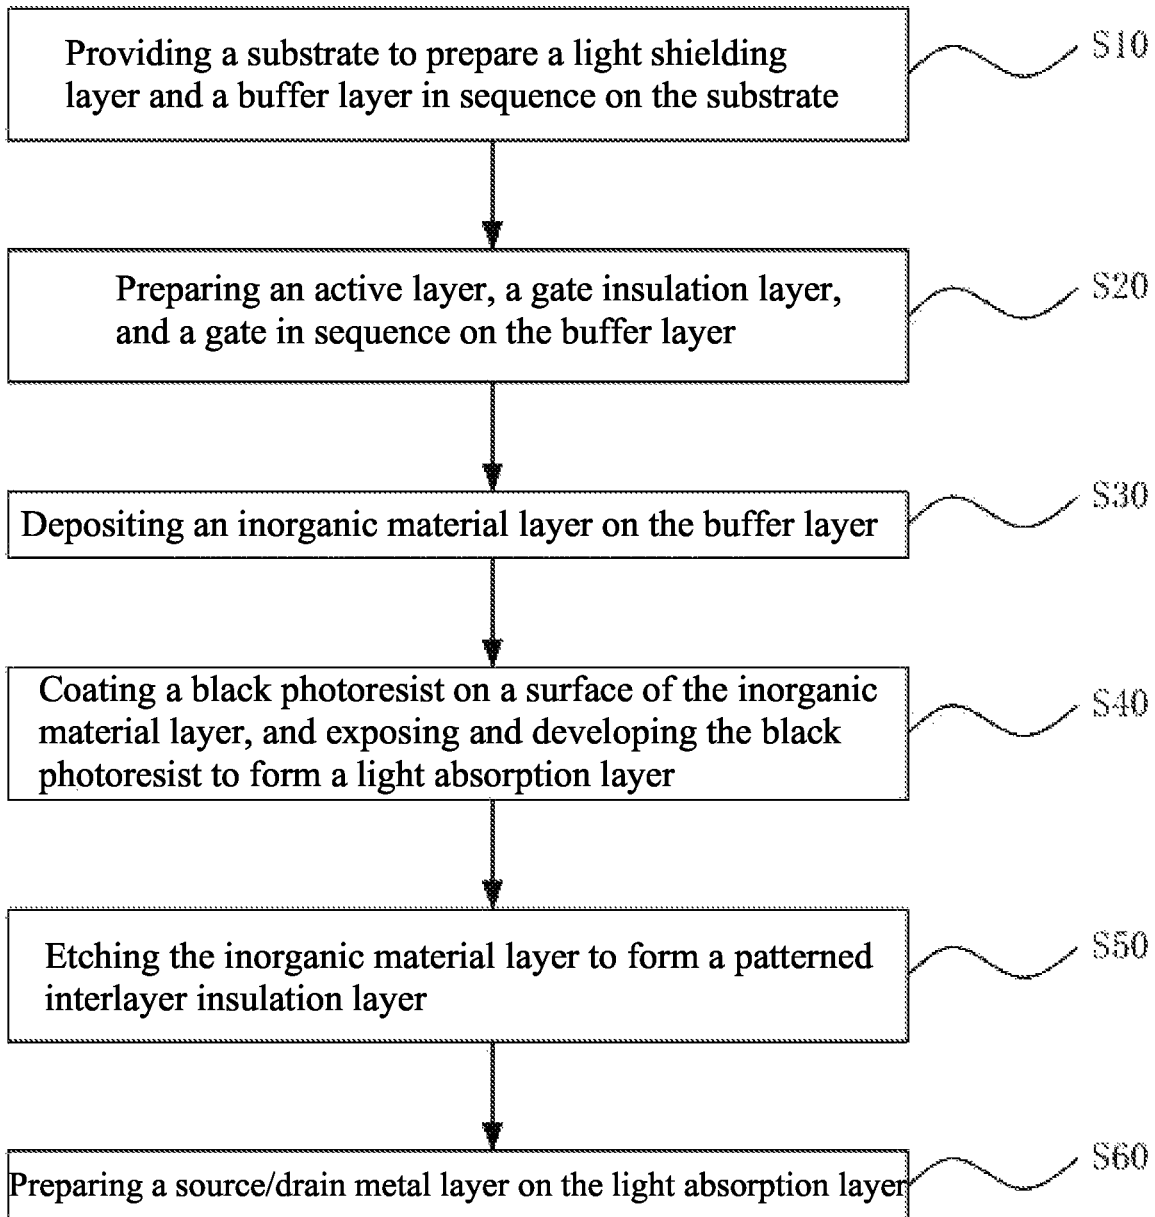 Providing a substrate to prepare a light shielding
layer and a buffer layer in sequence on the substrate
S10
Preparing an active layer, a gate insulation layer,
and a gate in sequence on the buffer layer
S20
Depositing an inorganic material layer on the buffer layer
S30
Coating a black photoresist on a surface of the inorganic
material layer, and exposing and developing the black
photoresist to form a light absorption layer
S40
Etching the inorganic material layer to form a patterned
interlayer insulation layer
S50
Preparing a source/drain metal layer on the light absorption layer
S60